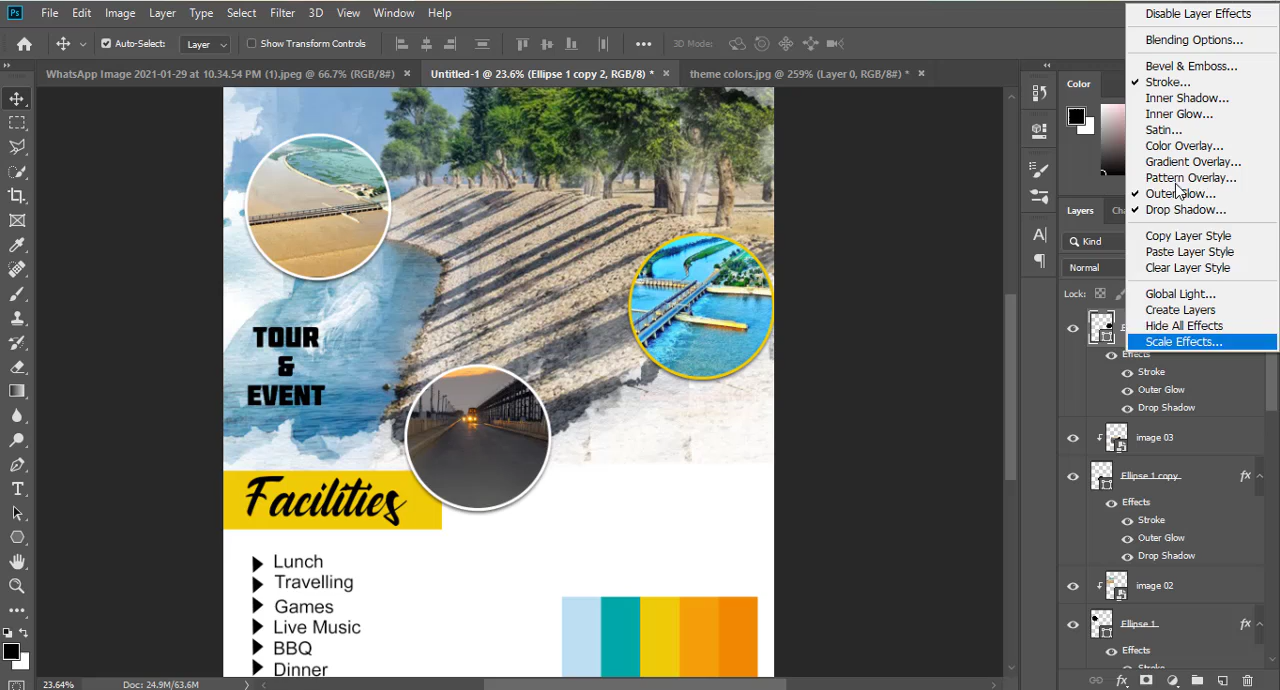 Ps File Edit Image Layer Type Select Filter 3D View Window Help
Auto-Select: Layer Show Transform Controls 3D Mode:
WhatsApp Image 2021-01-29 at 10.34.54 PM (1).jpeg @ 66.7% (RGB/8#) × Untitled-1 @ 23.6% (Ellipse 1 copy 2, RGB/8) * × theme colors.jpg @ 259% (Layer 0, RGB/8#) * ×
TOUR
&
EVENT
Facilities
Lunch
Travelling
Games
Live Music
BBQ
Dinner
23.64% Doc: 24.9M/63.6M
Disable Layer Effects
Blending Options...
Bevel & Emboss...
Stroke...
Inner Shadow...
Inner Glow...
Satin...
Color Overlay...
Gradient Overlay...
Pattern Overlay...
Outer Glow...
Drop Shadow...
Copy Layer Style
Paste Layer Style
Clear Layer Style
Global Light...
Create Layers
Hide All Effects
Scale Effects...
Color
Layers
Kind
Normal
Lock:
Effects
Stroke
Outer Glow
Drop Shadow
image 03
Ellipse 1 copy fx
Effects
Stroke
Outer Glow
Drop Shadow
image 02
Ellipse 1 fx
Effects
Stroke